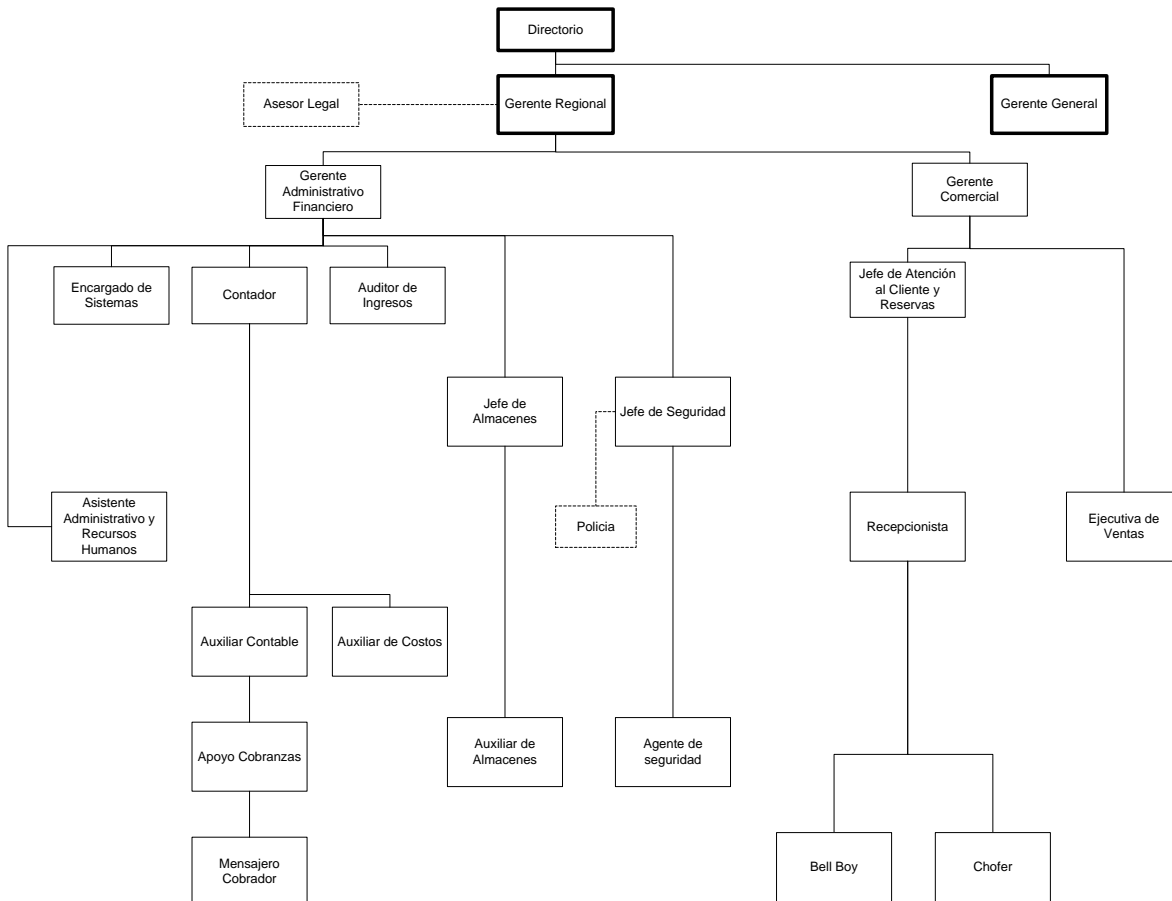 Directorio
Asesor Legal
Gerente Regional
Gerente General
Gerente
Administrativo
Financiero
Gerente
Comercial
Encargado de
Sistemas
Contador
Auditor de
Ingresos
Jefe de Atención
al Cliente y
Reservas
Jefe de
Almacenes
Jefe de Seguridad
Asistente
Administrativo y
Recursos
Humanos
Policia
Recepcionista
Ejecutiva de
Ventas
Auxiliar Contable
Auxiliar de Costos
Apoyo Cobranzas
Auxiliar de
Almacenes
Agente de
seguridad
Mensajero
Cobrador
Bell Boy
Chofer